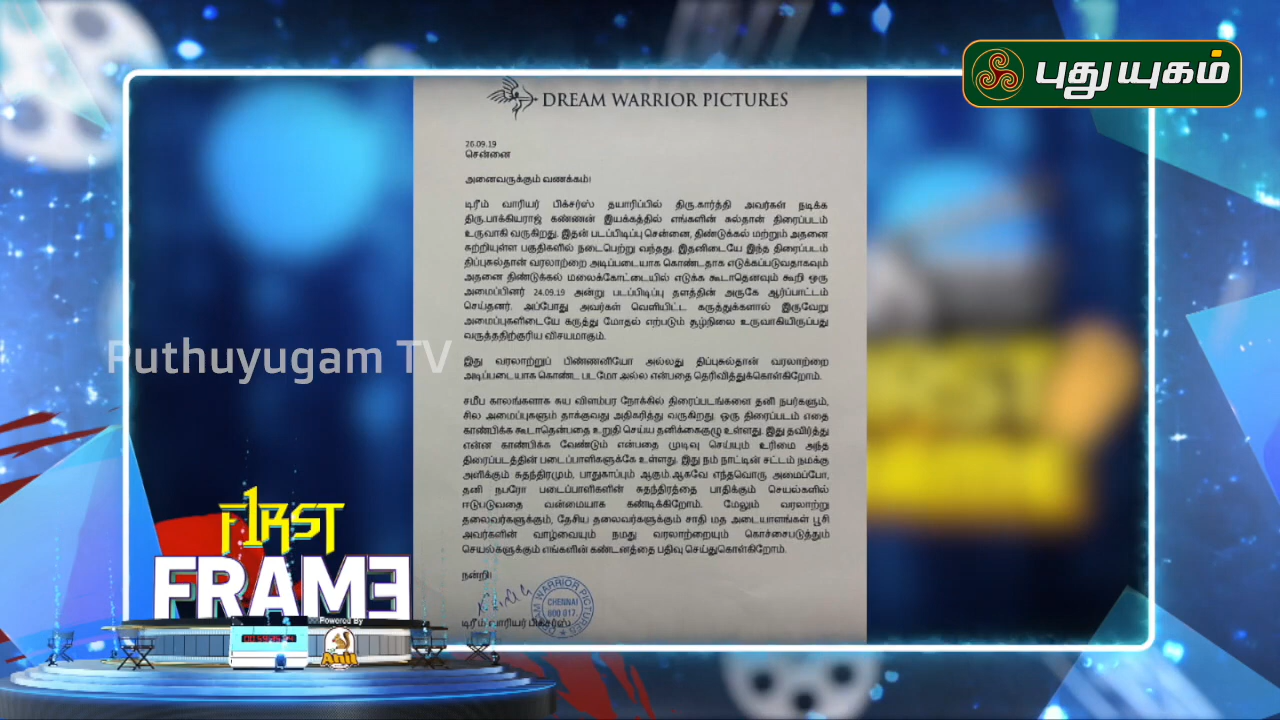 புதுயுகம்
DREAM WARRIOR PICTURES
26.09.19
சென்னை
அனைவருக்கும் வணக்கம்!
டிரீம் வாரியர் பிக்சர்ஸ் தயாரிப்பில் திரு.கார்த்தி அவர்கள் நடிக்க
திரு.பாக்கியராஜ் கண்ணன் இயக்கத்தில் எங்களின் சுல்தான் திரைப்படம்
உருவாகி வருகிறது. இதன் படப்பிடிப்பு சென்னை, திண்டுக்கல் மற்றும் அதனை
சுற்றியுள்ள பகுதிகளில் நடைபெற்று வந்தது. இதனிடையே இந்த திரைப்படம்
திப்புசுல்தான் வரலாற்றை அடிப்படையாக கொண்டதாக எடுக்கப்படுவதாகவும்
அதனை திண்டுக்கல் மலைக்கோட்டையில் எடுக்க கூடாதெனவும் கூறி ஒரு
அமைப்பினர் 24.09.19 அன்று படப்பிடிப்பு தளத்தின் அருகே ஆர்ப்பாட்டம்
செய்தனர். அப்போது அவர்கள் வெளியிட்ட கருத்துக்களால் இருவேறு
அமைப்புகளிடையே கருத்து மோதல் ஏற்படும் சூழ்நிலை உருவாகியிருப்பது
வருத்ததிற்குரிய விசயமாகும்.
இது வரலாற்றுப் பிண்ணனியோ அல்லது திப்புசுல்தான் வரலாற்றை
அடிப்படையாக கொண்ட படமோ அல்ல என்பதை தெரிவித்துக்கொள்கிறோம்.
சமீப காலங்களாக சுய விளம்பர நோக்கில் திரைப்படங்களை தனி நபர்களும்,
சில அமைப்புகளும் தாக்குவது அதிகரித்து வருகிறது. ஒரு திரைப்படம் எதை
காண்பிக்க கூடாதென்பதை உறுதி செய்ய தனிக்கைகுழு உள்ளது. இது தவிர்த்து
என்ன காண்பிக்க வேண்டும் என்பதை முடிவு செய்யும் உரிமை அந்த
திரைப்படத்தின் படைப்பாளிகளுக்கே உள்ளது. இது நம் நாட்டின் சட்டம் நமக்கு
அளிக்கும் சுதந்திரமும், பாதுகாப்பும் ஆகும்.ஆகவே எந்தவொரு அமைப்போ,
தனி நபரோ படைப்பாளிகளின் சுதந்திரத்தை பாதிக்கும் செயல்களில்
ஈடுபடுவதை வன்மையாக கண்டிக்கிறோம். மேலும் வரலாற்று
தலைவர்களுக்கும், தேசிய தலைவர்களுக்கும் சாதி மத அடையாளங்கள் பூசி
அவர்களின் வாழ்வையும் நமது வரலாற்றையும் கொச்சைபடுத்தும்
செயல்களுக்கும் எங்களின் கண்டனத்தை பதிவு செய்துகொள்கிறோம்.
நன்றி!
டிரீம் வாரியர் பிக்சர்ஸ்
DREAM WARRIOR PICTURES
CHENNAI
600 017.
Puthuyugam TV
F1RST
FRAME
Powered By
Anil